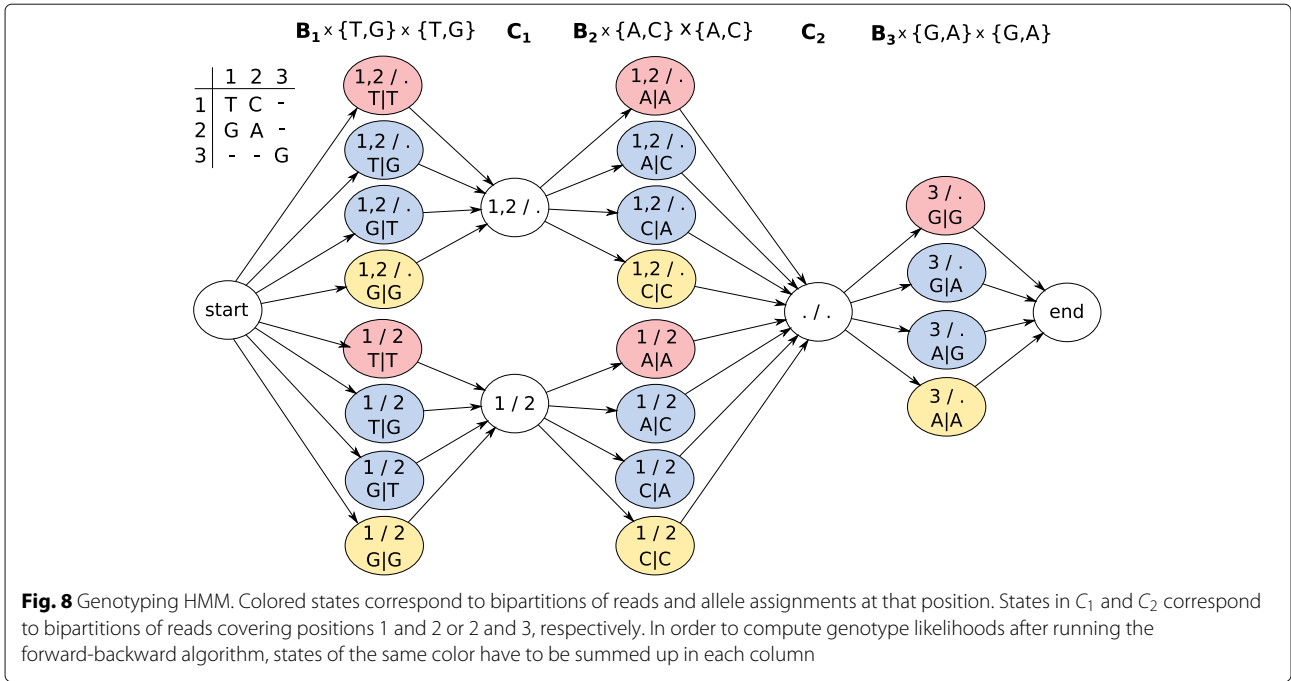 B₁ × {T,G} × {T,G} C₁ B₂ × {A,C} X {A,C} C₂ B₃ × {G,A} × {G,A}
1 2 3
1 T C -
2 G A -
3 - - G
start
1,2 / .
T|T
1,2 / .
T|G
1,2 / .
G|T
1,2 / .
G|G
1 / 2
T|T
1 / 2
T|G
1 / 2
G|T
1 / 2
G|G
1,2 / .
1 / 2
1,2 / .
A|A
1,2 / .
A|C
1,2 / .
C|A
1,2 / .
C|C
1 / 2
A|A
1 / 2
A|C
1 / 2
C|A
1 / 2
C|C
. / .
3 / .
G|G
3 / .
G|A
3 / .
A|G
3 / .
A|A
end
Fig. 8 Genotyping HMM. Colored states correspond to bipartitions of reads and allele assignments at that position. States in C₁ and C₂ correspond
to bipartitions of reads covering positions 1 and 2 or 2 and 3, respectively. In order to compute genotype likelihoods after running the
forward-backward algorithm, states of the same color have to be summed up in each column